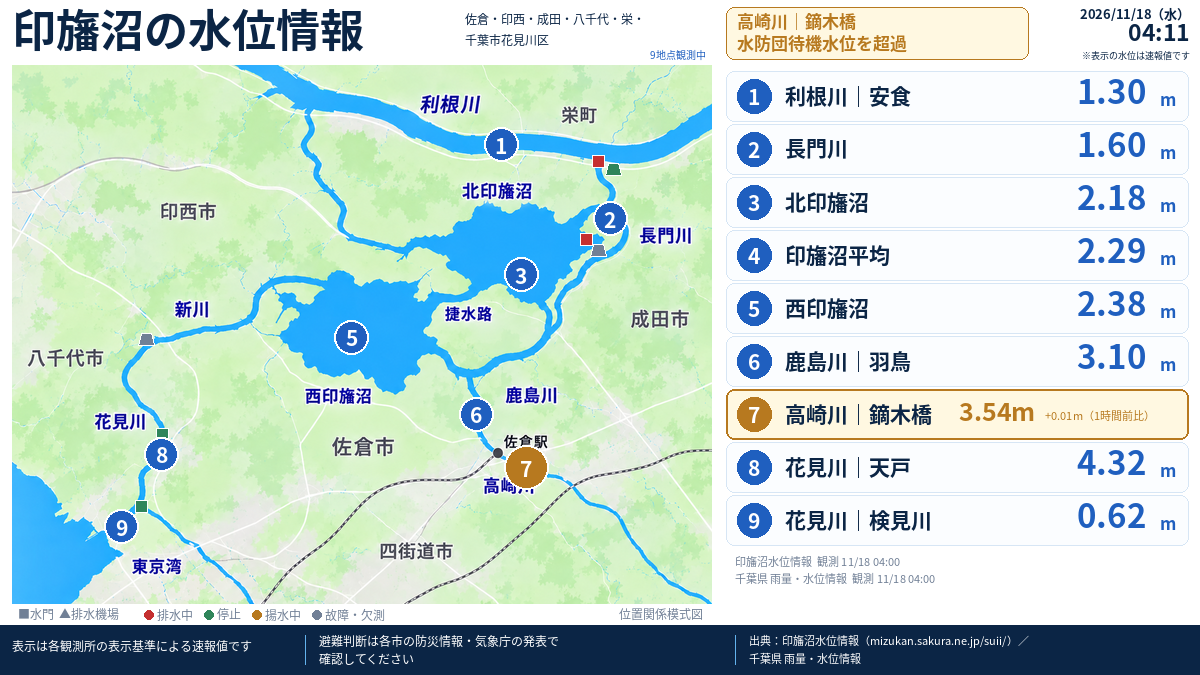 印旛沼の水位情報
佐倉・印西・成田・八千代・栄・
千葉市花見川区
9地点観測中
高崎川｜鏑木橋
水防団待機水位を超過
2026/11/18（水）
04:11
※表示の水位は速報値です
利根川
栄町
1
北印旛沼
印西市
2
長門川
3
新川
捷水路
成田市
5
八千代市
西印旛沼
鹿島川
花見川
6
佐倉市
佐倉駅
8
7
高崎川
9
四街道市
東京湾
1 利根川｜安食 1.30 m
2 長門川 1.60 m
3 北印旛沼 2.18 m
4 印旛沼平均 2.29 m
5 西印旛沼 2.38 m
6 鹿島川｜羽鳥 3.10 m
7 高崎川｜鏑木橋 3.54m +0.01m（1時間前比）
8 花見川｜天戸 4.32 m
9 花見川｜検見川 0.62 m
印旛沼水位情報 観測 11/18 04:00
千葉県 雨量・水位情報 観測 11/18 04:00
■水門 ▲排水機場 ●排水中 ●停止 ●揚水中 ●故障・欠測
位置関係模式図
表示は各観測所の表示基準による速報値です
避難判断は各市の防災情報・気象庁の発表で
確認してください
出典：印旛沼水位情報（mizukan.sakura.ne.jp/suii/）／
千葉県 雨量・水位情報